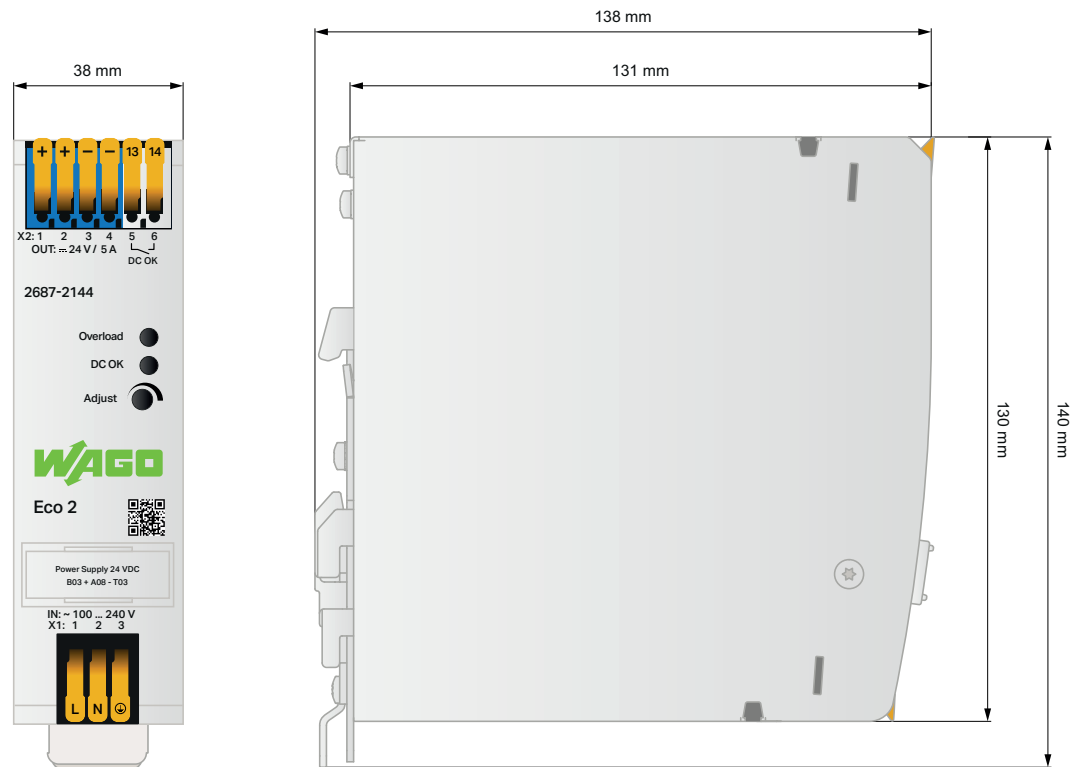 138 mm
38 mm
131 mm
+ + − − 13 14
X2: 1 2 3 4 5 6
OUT: ⎓ 24 V / 5 A
DC OK
2687-2144
Overload
DC OK
Adjust
WAGO
Eco 2
Power Supply 24 VDC
B03 + A08 - T03
IN: ~ 100 ... 240 V
X1: 1 2 3
L N
130 mm
140 mm